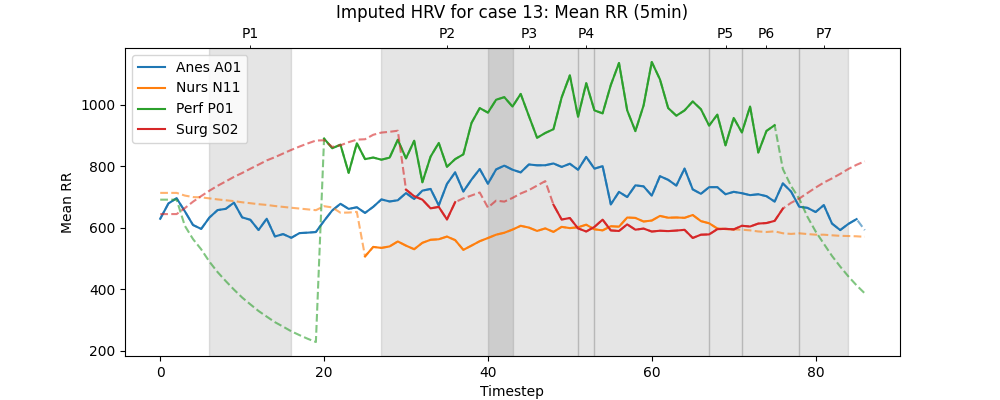 Imputed HRV for case 13: Mean RR (5min)
P1 P2 P3 P4 P5 P6 P7
Anes A01
Nurs N11
Perf P01
Surg S02
Mean RR
1000
800
600
400
200
0 20 40 60 80
Timestep